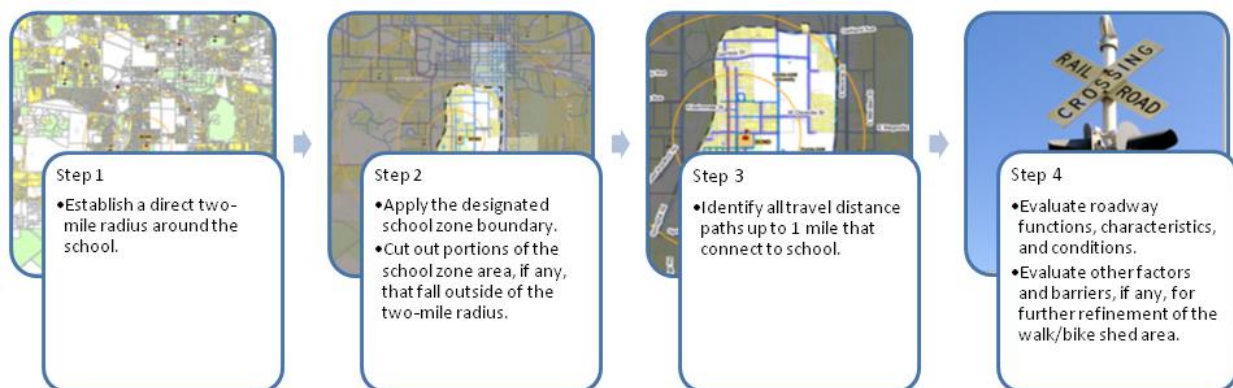 Step 1
•Establish a direct two-
mile radius around the
school.
Step 2
•Apply the designated
school zone boundary.
•Cut out portions of the
school zone area, if any,
that fall outside of the
two-mile radius.
Step 3
•Identify all travel distance
paths up to 1 mile that
connect to school.
RAIL ROAD
CROSSING
Step 4
•Evaluate roadway
functions, characteristics,
and conditions.
•Evaluate other factors
and barriers, if any, for
further refinement of the
walk/bike shed area.